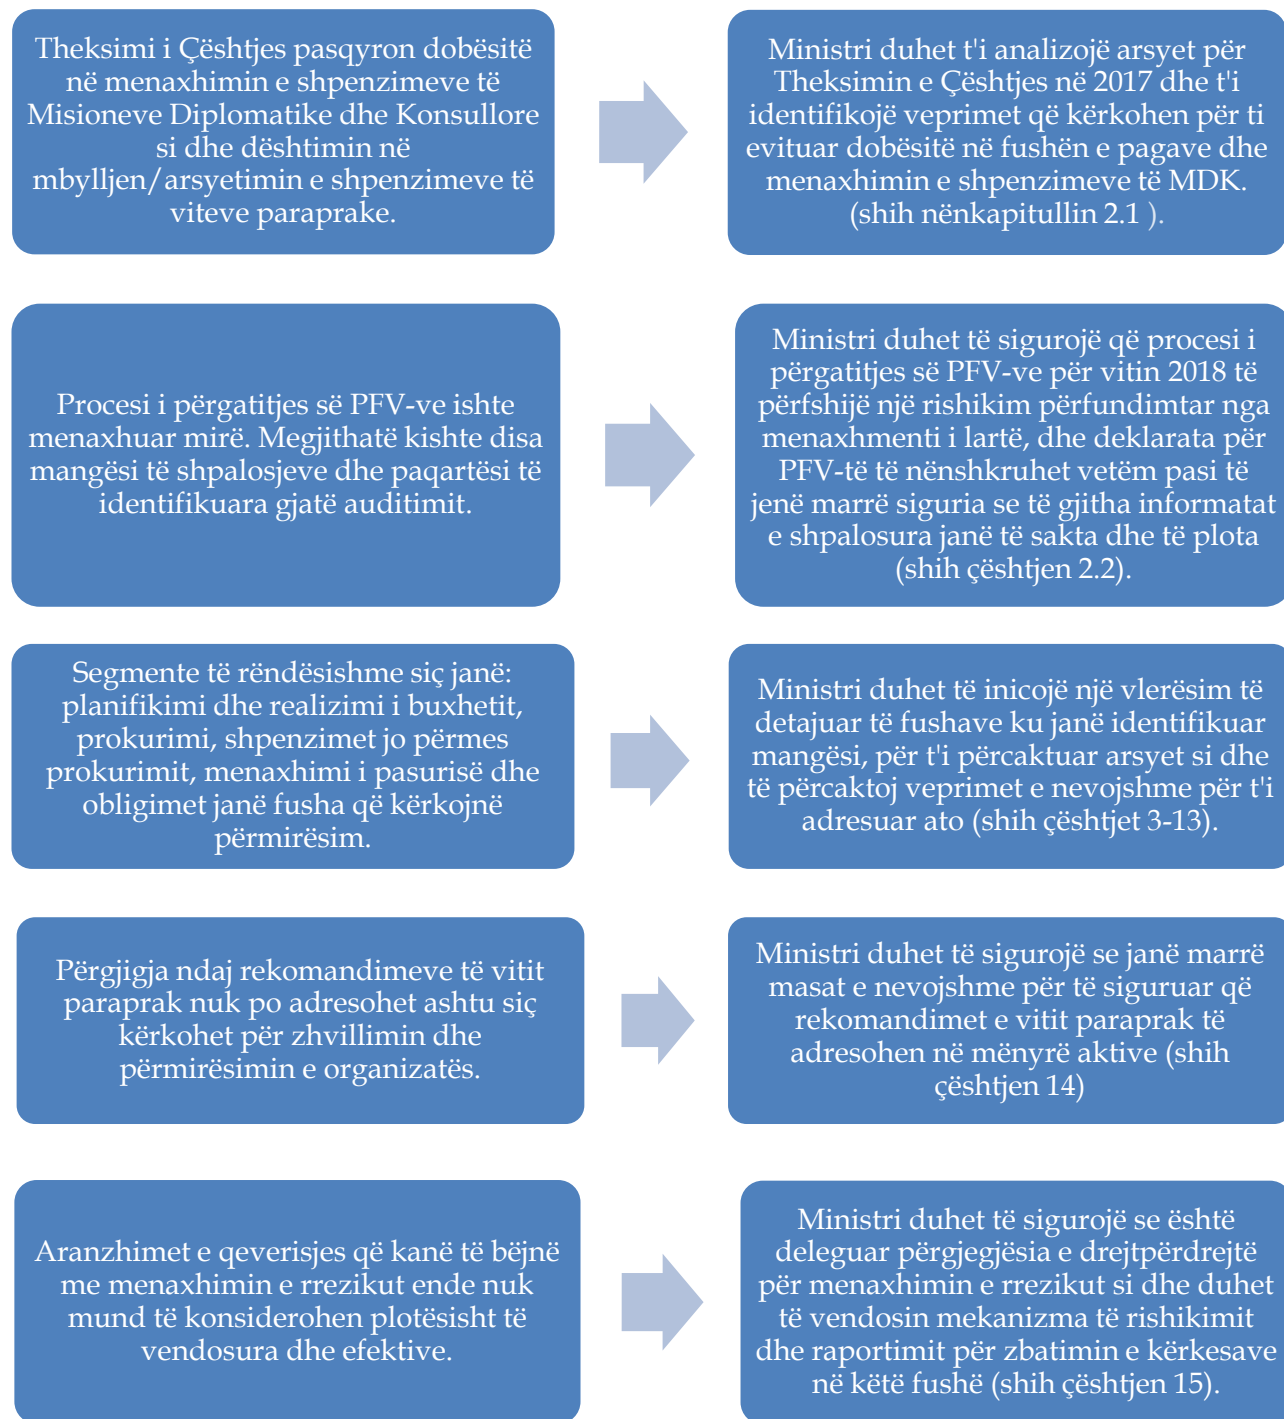 Theksimi i Çështjes pasqyron dobësitë
në menaxhimin e shpenzimeve të
Misioneve Diplomatike dhe Konsullore
si dhe dështimin në
mbylljen/arsyetimin e shpenzimeve të
viteve paraprake.
Ministri duhet t'i analizojë arsyet për
Theksimin e Çështjes në 2017 dhe t'i
identifikojë veprimet që kërkohen për ti
evituar dobësitë në fushën e pagave dhe
menaxhimin e shpenzimeve të MDK.
(shih nënkapitullin 2.1 ).
Procesi i përgatitjes së PFV-ve ishte
menaxhuar mirë. Megjithatë kishte disa
mangësi të shpalosjeve dhe paqartësi të
identifikuara gjatë auditimit.
Ministri duhet të sigurojë që procesi i
përgatitjes së PFV-ve për vitin 2018 të
përfshijë një rishikim përfundimtar nga
menaxhmenti i lartë, dhe deklarata për
PFV-të të nënshkruhet vetëm pasi të
jenë marrë siguria se të gjitha informatat
e shpalosura janë të sakta dhe të plota
(shih çështjen 2.2).
Segmente të rëndësishme siç janë:
planifikimi dhe realizimi i buxhetit,
prokurimi, shpenzimet jo përmes
prokurimit, menaxhimi i pasurisë dhe
obligimet janë fusha që kërkojnë
përmirësim.
Ministri duhet të inicojë një vlerësim të
detajuar të fushave ku janë identifikuar
mangësi, për t'i përcaktuar arsyet si dhe
të përcaktoj veprimet e nevojshme për t'i
adresuar ato (shih çështjet 3-13).
Përgjigja ndaj rekomandimeve të vitit
paraprak nuk po adresohet ashtu siç
kërkohet për zhvillimin dhe
përmirësimin e organizatës.
Ministri duhet të sigurojë se janë marrë
masat e nevojshme për të siguruar që
rekomandimet e vitit paraprak të
adresohen në mënyrë aktive (shih
çështjen 14)
Aranzhimet e qeverisjes që kanë të bëjnë
me menaxhimin e rrezikut ende nuk
mund të konsiderohen plotësisht të
vendosura dhe efektive.
Ministri duhet të sigurojë se është
deleguar përgjegjësia e drejtpërdrejtë
për menaxhimin e rrezikut si dhe duhet
të vendosin mekanizma të rishikimit
dhe raportimit për zbatimin e kërkesave
në këtë fushë (shih çështjen 15).